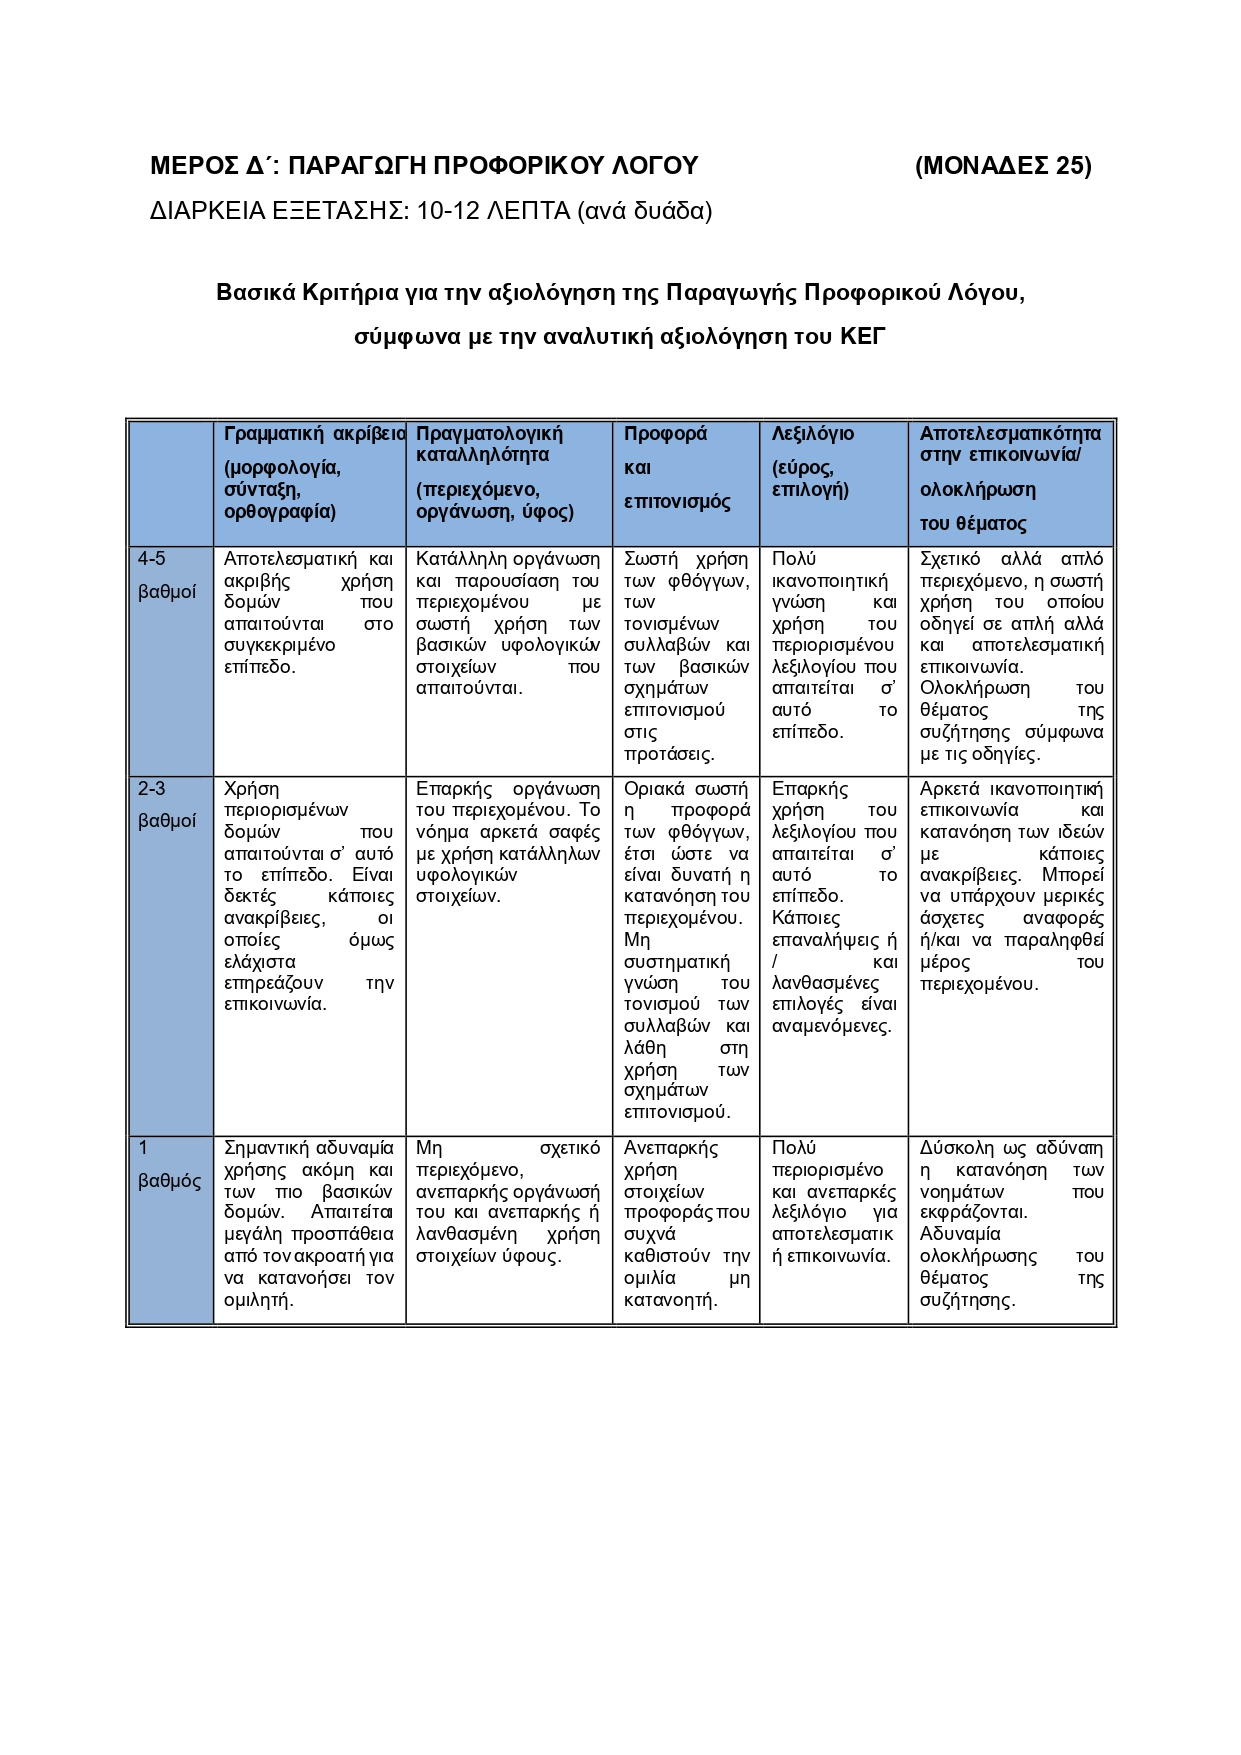 ΜΕΡΟΣ Δ΄: ΠΑΡΑΓΩΓΗ ΠΡΟΦΟΡΙΚΟΥ ΛΟΓΟΥ (ΜΟΝΑΔΕΣ 25)
ΔΙΑΡΚΕΙΑ ΕΞΕΤΑΣΗΣ: 10-12 ΛΕΠΤΑ (ανά δυάδα)
Βασικά Κριτήρια για την αξιολόγηση της Παραγωγής Προφορικού Λόγου,
σύμφωνα με την αναλυτική αξιολόγηση του ΚΕΓ
Γραμματική ακρίβεια
(μορφολογία,
σύνταξη,
ορθογραφία)
Πραγματολογική
καταλληλότητα
(περιεχόμενο,
οργάνωση, ύφος)
Προφορά
και
επιτονισμός
Λεξιλόγιο
(εύρος,
επιλογή)
Αποτελεσματικότητα
στην επικοινωνία/
ολοκλήρωση
του θέματος
4-5
βαθμοί
Αποτελεσματική και
ακριβής χρήση
δομών που
απαιτούνται στο
συγκεκριμένο
επίπεδο.
Κατάλληλη οργάνωση
και παρουσίαση του
περιεχομένου με
σωστή χρήση των
βασικών υφολογικών
στοιχείων που
απαιτούνται.
Σωστή χρήση
των φθόγγων,
των
τονισμένων
συλλαβών και
των βασικών
σχημάτων
επιτονισμού
στις
προτάσεις.
Πολύ
ικανοποιητική
γνώση και
χρήση του
περιορισμένου
λεξιλογίου που
απαιτείται σ’
αυτό το
επίπεδο.
Σχετικό αλλά απλό
περιεχόμενο, η σωστή
χρήση του οποίου
οδηγεί σε απλή αλλά
και αποτελεσματική
επικοινωνία.
Ολοκλήρωση του
θέματος της
συζήτησης σύμφωνα
με τις οδηγίες.
2-3
βαθμοί
Χρήση
περιορισμένων
δομών που
απαιτούνται σ’ αυτό
το επίπεδο. Είναι
δεκτές κάποιες
ανακρίβειες, οι
οποίες όμως
ελάχιστα
επηρεάζουν την
επικοινωνία.
Επαρκής οργάνωση
του περιεχομένου. Το
νόημα αρκετά σαφές
με χρήση κατάλληλων
υφολογικών
στοιχείων.
Οριακά σωστή
η προφορά
των φθόγγων,
έτσι ώστε να
είναι δυνατή η
κατανόηση του
περιεχομένου.
Μη
συστηματική
γνώση του
τονισμού των
συλλαβών και
λάθη στη
χρήση των
σχημάτων
επιτονισμού.
Επαρκής
χρήση του
λεξιλογίου που
απαιτείται σ’
αυτό το
επίπεδο.
Κάποιες
επαναλήψεις ή
/ και
λανθασμένες
επιλογές είναι
αναμενόμενες.
Αρκετά ικανοποιητική
επικοινωνία και
κατανόηση των ιδεών
με κάποιες
ανακρίβειες. Μπορεί
να υπάρχουν μερικές
άσχετες αναφορές
ή/και να παραληφθεί
μέρος του
περιεχομένου.
1
βαθμός
Σημαντική αδυναμία
χρήσης ακόμη και
των πιο βασικών
δομών. Απαιτείται
μεγάλη προσπάθεια
από τον ακροατή για
να κατανοήσει τον
ομιλητή.
Μη σχετικό
περιεχόμενο,
ανεπαρκής οργάνωσή
του και ανεπαρκής ή
λανθασμένη χρήση
στοιχείων ύφους.
Ανεπαρκής
χρήση
στοιχείων
προφοράς που
συχνά
καθιστούν την
ομιλία μη
κατανοητή.
Πολύ
περιορισμένο
και ανεπαρκές
λεξιλόγιο για
αποτελεσματικ
ή επικοινωνία.
Δύσκολη ως αδύνατη
η κατανόηση των
νοημάτων που
εκφράζονται.
Αδυναμία
ολοκλήρωσης του
θέματος της
συζήτησης.